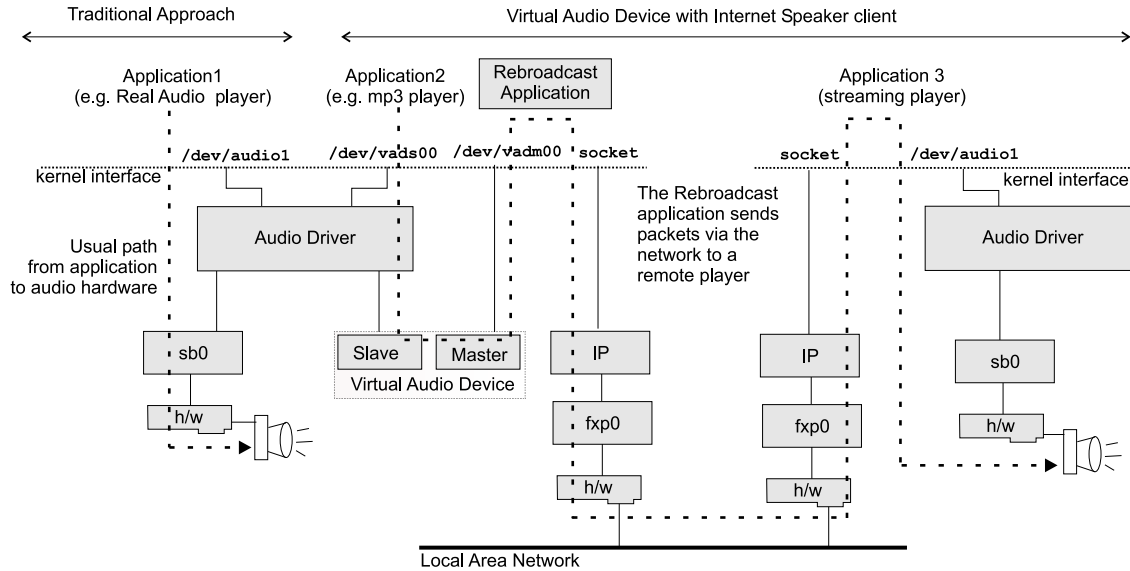 Traditional Approach
Virtual Audio Device with Internet Speaker client
Application1
(e.g. Real Audio player)
Application2
(e.g. mp3 player)
Rebroadcast
Application
Application 3
(streaming player)
/dev/audio1
/dev/vads00
/dev/vadm00
socket
socket
/dev/audio1
kernel interface
kernel interface
Audio Driver
The Rebroadcast
application sends
packets via the
network to a
remote player
Audio Driver
Usual path
from application
to audio hardware
sb0
Slave
Master
Virtual Audio Device
IP
IP
sb0
h/w
fxp0
fxp0
h/w
h/w
h/w
Local Area Network